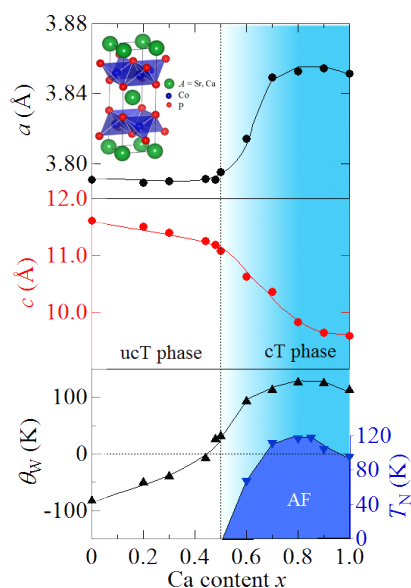 3.88
3.84
3.80
a (Å)
A = Sr, Ca
Co
P
12.0
11.0
10.0
c (Å)
ucT phase
cT phase
100
0
-100
θW (K)
120
80
40
0
TN (K)
AF
0
0.2
0.4
0.6
0.8
1.0
Ca content x